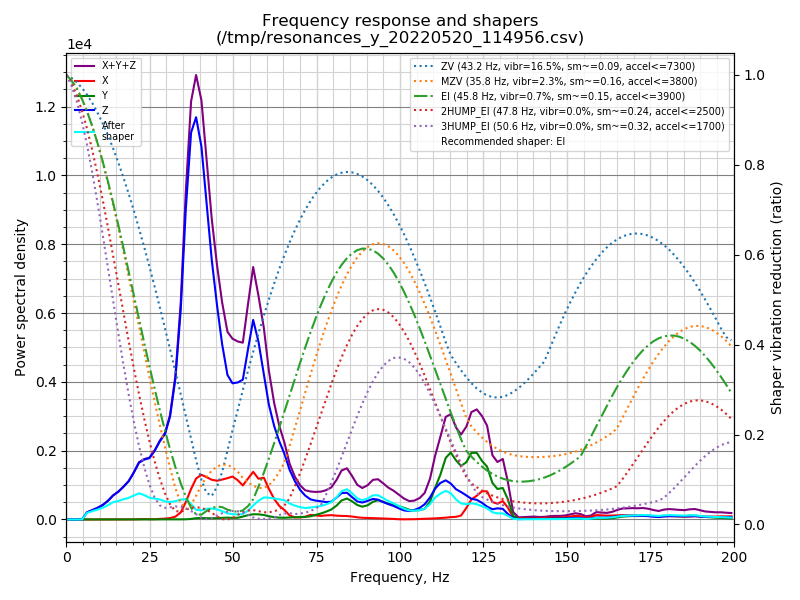 Frequency response and shapers
(/tmp/resonances_y_20220520_114956.csv)
1e4
X+Y+Z
X
Y
Z
After
shaper
ZV (43.2 Hz, vibr=16.5%, sm~=0.09, accel<=7300)
MZV (35.8 Hz, vibr=2.3%, sm~=0.16, accel<=3800)
EI (45.8 Hz, vibr=0.7%, sm~=0.15, accel<=3900)
2HUMP_EI (47.8 Hz, vibr=0.0%, sm~=0.24, accel<=2500)
3HUMP_EI (50.6 Hz, vibr=0.0%, sm~=0.32, accel<=1700)
Recommended shaper: EI
Power spectral density
1.2
1.0
0.8
0.6
0.4
0.2
0.0
1.0
0.8
0.6
0.4
0.2
0.0
Shaper vibration reduction (ratio)
0 25 50 75 100 125 150 175 200
Frequency, Hz